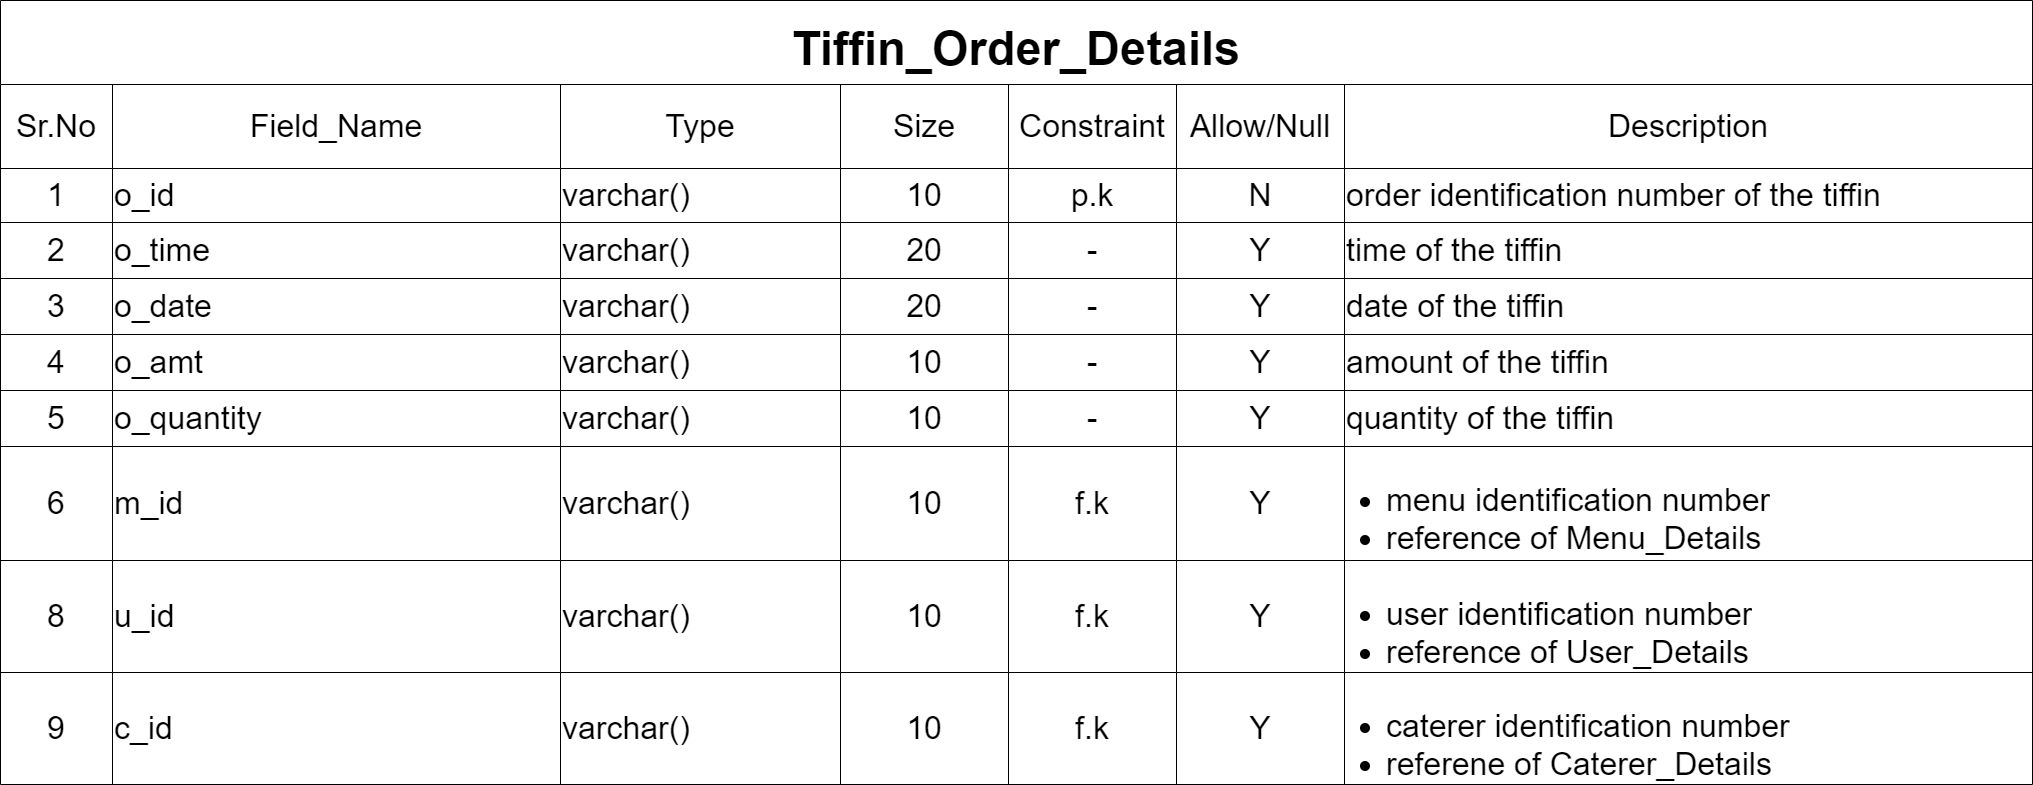 Tiffin_Order_Details
Sr.No Field_Name Type Size Constraint Allow/Null Description
1 o_id varchar() 10 p.k N order identification number of the tiffin
2 o_time varchar() 20 - Y time of the tiffin
3 o_date varchar() 20 - Y date of the tiffin
4 o_amt varchar() 10 - Y amount of the tiffin
5 o_quantity varchar() 10 - Y quantity of the tiffin
6 m_id varchar() 10 f.k Y • menu identification number
• reference of Menu_Details
8 u_id varchar() 10 f.k Y • user identification number
• reference of User_Details
9 c_id varchar() 10 f.k Y • caterer identification number
• referene of Caterer_Details